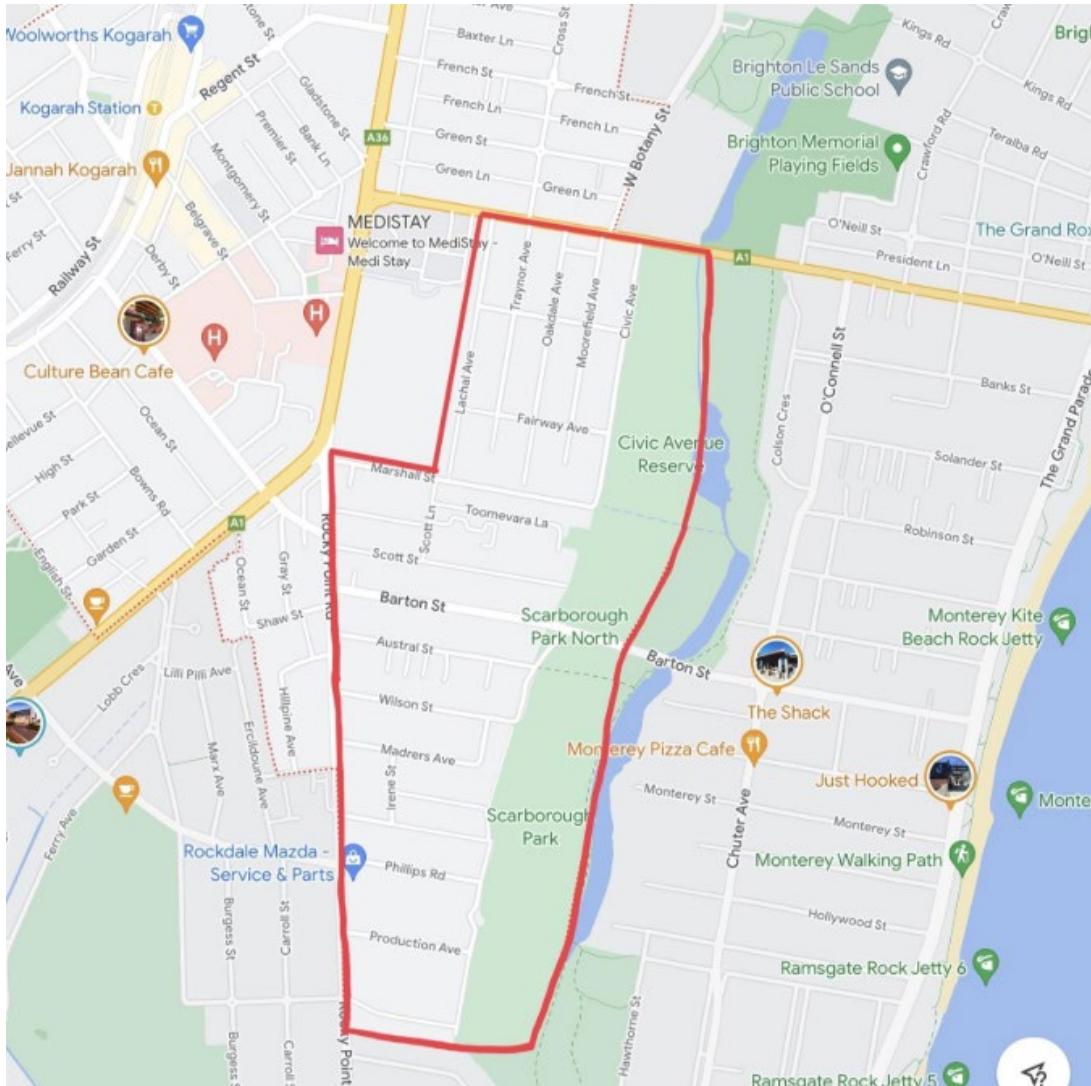 Woolworths Kogarah
Stone St
Regent St
Baxter Ln
Cross St
French St
French St
French Ln
French Ln
Green St
Green Ln
Green Ln
W Botany St
Kings Rd
Kings Rd
Brighton Le Sands
Public School
Crawford Rd
Teralba Rd
Brighton Memorial
Playing Fields
O'Neill St
O'Neill St
President Ln
The Grand Rox
Kogarah Station
T
Gladstone St
Premier St
Bank Ln
A36
Jannah Kogarah
Montgomery St
Belgrave St
Ferry St
Railway St
Derby St
MEDISTAY
Welcome to MediStay -
Medi Stay
H
H
Culture Bean Cafe
A1
Traynor Ave
Oakdale Ave
Moorefield Ave
Civic Ave
Lachal Ave
Fairway Ave
Civic Avenue
Reserve
O'Connell St
Colson Cres
Banks St
The Grand Parade
Solander St
Robinson St
Ocean St
High St
Park St
Bowns Rd
Garden St
English St
A1
Marshall St
Scott Ln
Toomevara La
Rocky Point Rd
Scott St
Gray St
Ocean St
Shaw St
Barton St
Scarborough
Park North
Barton St
Monterey Kite
Beach Rock Jetty
Austral St
Lilli Pilli Ave
Lobb Cres
Hillpine Ave
Wilson St
The Shack
Ercildoune Ave
Marx Ave
Madrers Ave
Monterey Pizza Cafe
Just Hooked
Irene St
Monterey St
Monterey St
Monte
Ferry Ave
Scarborough
Park
Chuter Ave
Rockdale Mazda -
Service & Parts
Phillips Rd
Monterey Walking Path
Burgess St
Carroll St
Hollywood St
Production Ave
Ramsgate Rock Jetty 6
Rocky Point
Hawthorne St
Burgess St
Carroll St
Ramsgate Rock Jetty 5